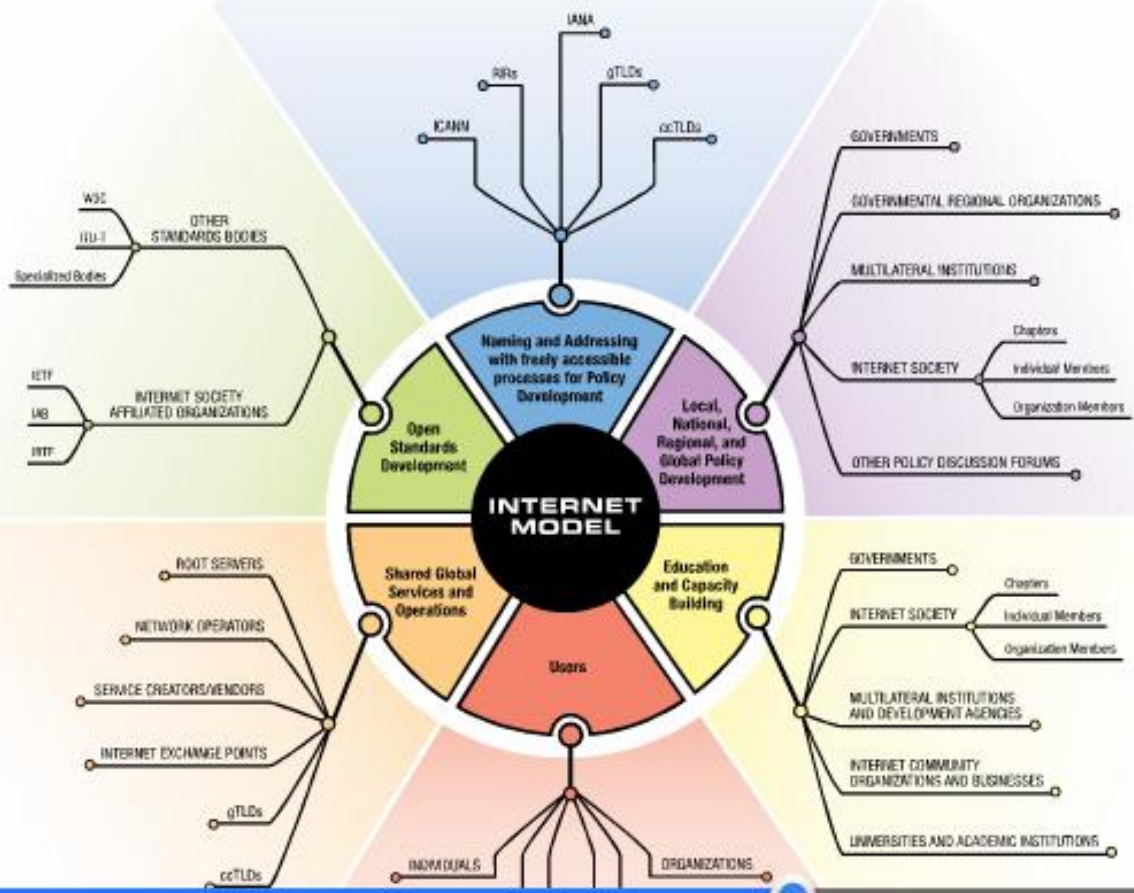 IANA
RIRs
gTLDs
ICANN
ccTLDs
W3C
ITU-T
Specialized Bodies
OTHER
STANDARDS BODIES
IETF
IAB
IRTF
INTERNET SOCIETY
AFFILIATED ORGANIZATIONS
GOVERNMENTS
GOVERNMENTAL REGIONAL ORGANIZATIONS
MULTILATERAL INSTITUTIONS
INTERNET SOCIETY
Chapters
Individual Members
Organization Members
OTHER POLICY DISCUSSION FORUMS
Naming and Addressing
with freely accessible
processes for Policy
Development
Open
Standards
Development
Local,
National,
Regional, and
Global Policy
Development
INTERNET
MODEL
Shared Global
Services and
Operations
Education
and Capacity
Building
Users
ROOT SERVERS
NETWORK OPERATORS
SERVICE CREATORS/VENDORS
INTERNET EXCHANGE POINTS
gTLDs
ccTLDs
GOVERNMENTS
INTERNET SOCIETY
Chapters
Individual Members
Organization Members
MULTILATERAL INSTITUTIONS
AND DEVELOPMENT AGENCIES
INTERNET COMMUNITY
ORGANIZATIONS AND BUSINESSES
UNIVERSITIES AND ACADEMIC INSTITUTIONS
INDIVIDUALS
ORGANIZATIONS